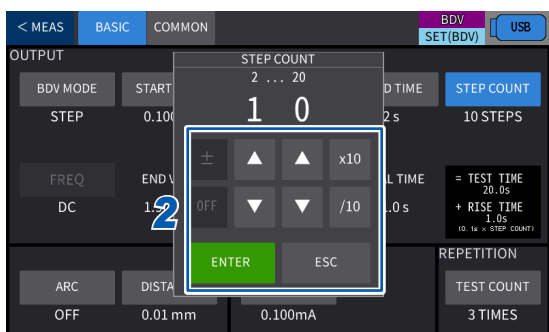 < MEAS BASIC COMMON
BDV
SET(BDV)
USB
OUTPUT
STEP COUNT
2 ... 20
1 0
BDV MODE START D TIME STEP COUNT
STEP 0.100 2 s 10 STEPS
± ▲ ▲ x10
FREQ END L TIME
DC .0 s
= TEST TIME
20.0s
+ RISE TIME
1.0s
(0.1s × STEP COUNT)
OFF ▼ ▼ /10
2
ENTER ESC
REPETITION
ARC DISTA TEST COUNT
OFF 0.01 mm 0.100mA 3 TIMES